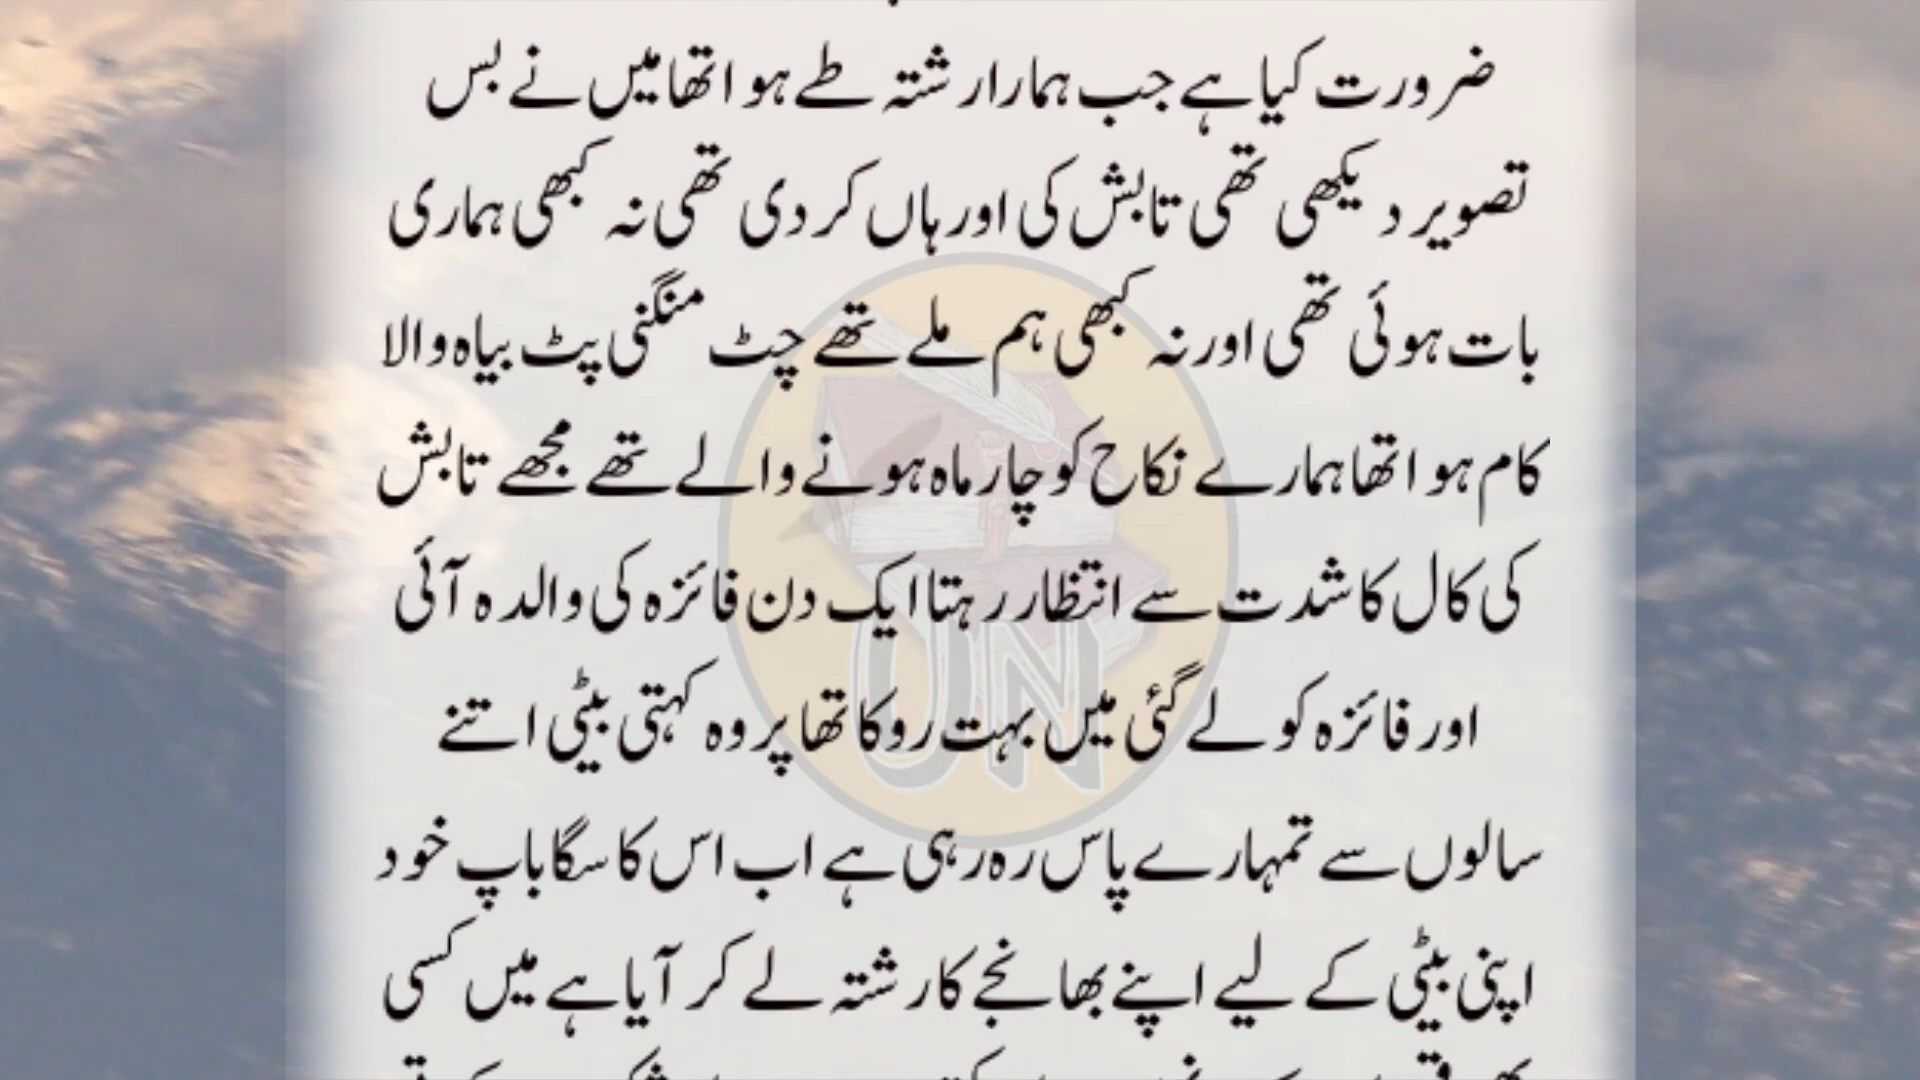 ضرورت کیا ہے جب ہمارا رشتہ طے ہوا تھا میں نے بس
تصویر دیکھی تھی تابش کی اور ہاں کر دی تھی نہ کبھی ہماری
بات ہوئی تھی اور نہ کبھی ہم ملے تھے چٹ منگنی پٹ بیاہ والا
کام ہوا تھا ہمارے نکاح کو چار ماہ ہونے والے تھے مجھے تابش
کی کال کا شدت سے انتظار رہتا ایک دن فائزہ کی والدہ آئی
اور فائزہ کو لے گئی میں بہت روکا تھا پر وہ کہتی بیٹی اتنے
سالوں سے تمہارے پاس رہ رہی ہے اب اس کا سگا باپ خود
اپنی بیٹی کے لیے اپنے بھانجے کا رشتہ لے کر آیا ہے میں کسی
UN